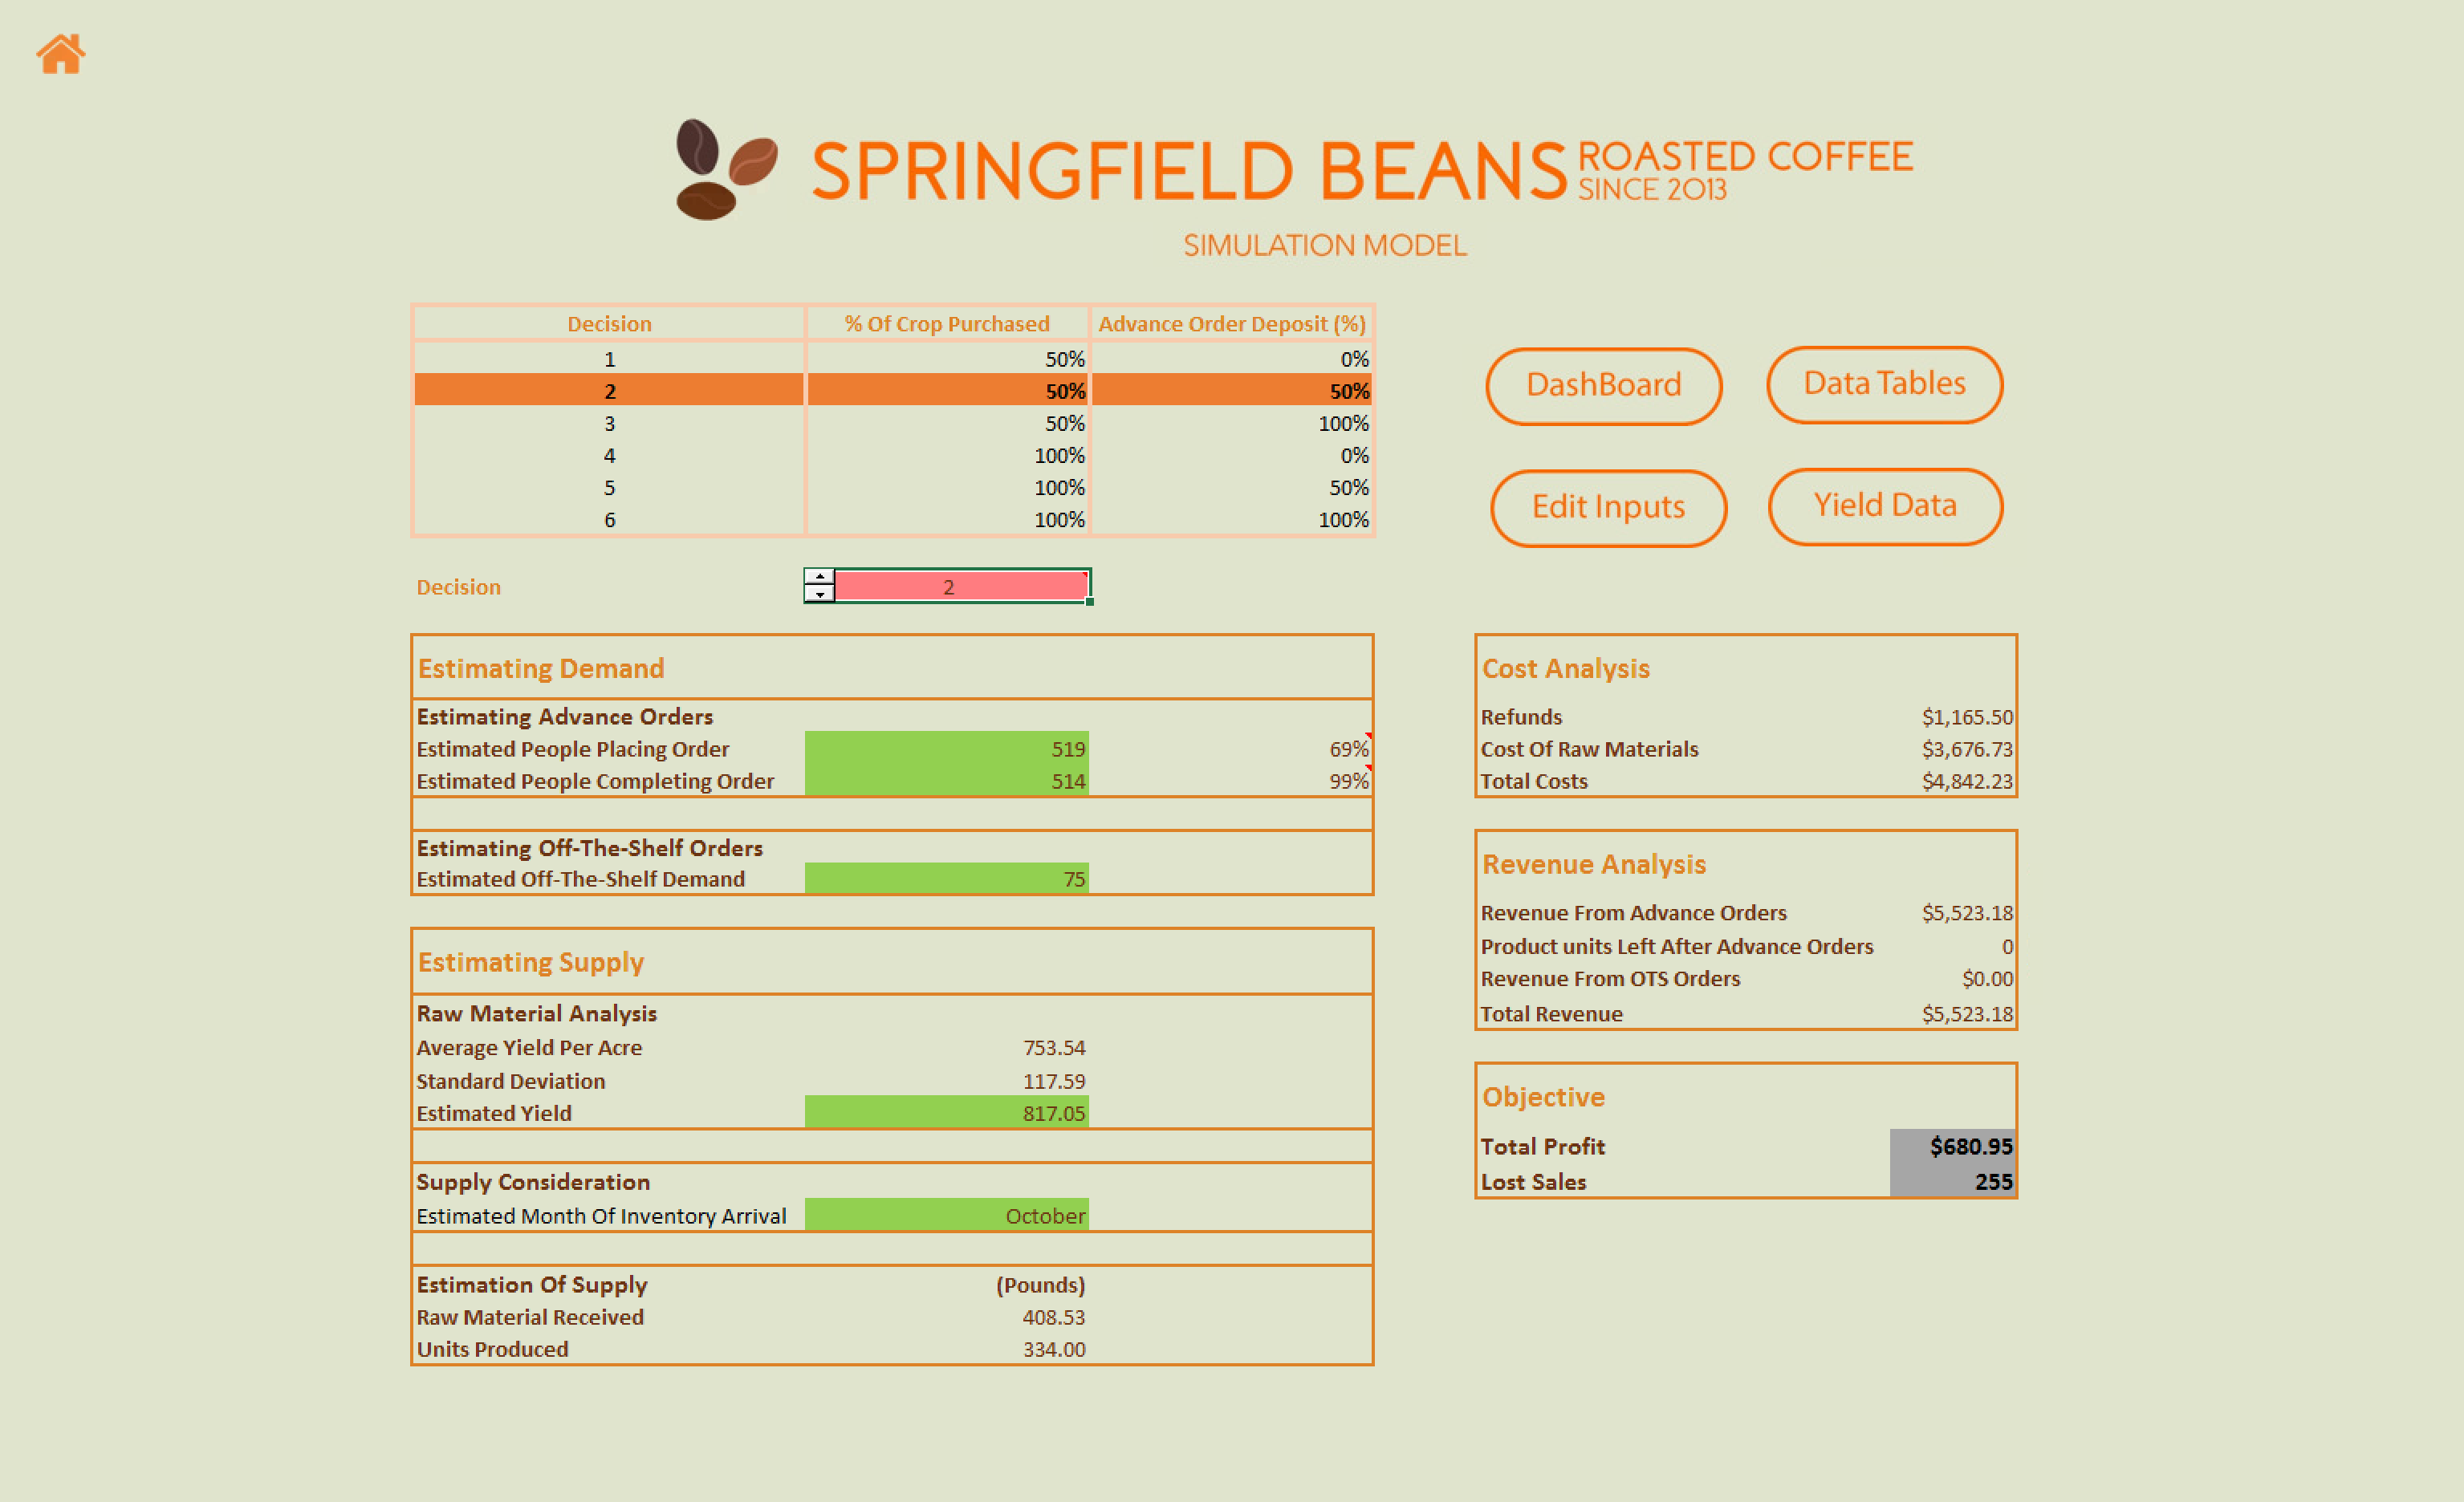 SPRINGFIELD BEANS ROASTED COFFEE
SINCE 2013
SIMULATION MODEL
Decision % Of Crop Purchased Advance Order Deposit (%)
1 50% 0%
2 50% 50%
3 50% 100%
4 100% 0%
5 100% 50%
6 100% 100%
DashBoard Data Tables
Edit Inputs Yield Data
Decision 2
Estimating Demand
Estimating Advance Orders
Estimated People Placing Order 519 69%
Estimated People Completing Order 514 99%
Estimating Off-The-Shelf Orders
Estimated Off-The-Shelf Demand 75
Estimating Supply
Raw Material Analysis
Average Yield Per Acre 753.54
Standard Deviation 117.59
Estimated Yield 817.05
Supply Consideration
Estimated Month Of Inventory Arrival October
Estimation Of Supply (Pounds)
Raw Material Received 408.53
Units Produced 334.00
Cost Analysis
Refunds $1,165.50
Cost Of Raw Materials $3,676.73
Total Costs $4,842.23
Revenue Analysis
Revenue From Advance Orders $5,523.18
Product units Left After Advance Orders 0
Revenue From OTS Orders $0.00
Total Revenue $5,523.18
Objective
Total Profit $680.95
Lost Sales 255